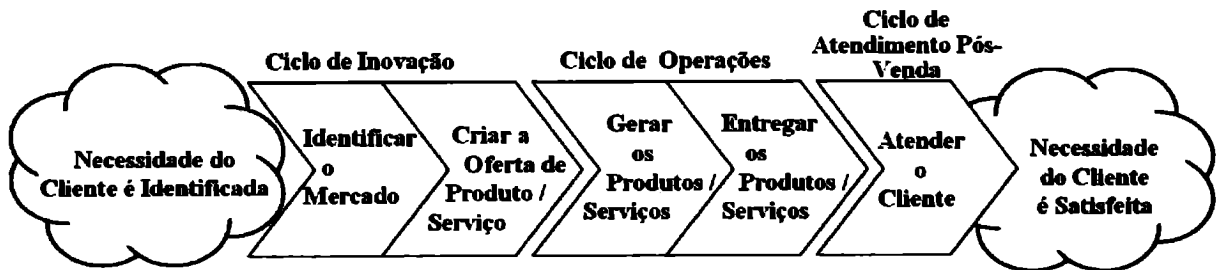 Ciclo de Inovação
Ciclo de Operações
Ciclo de
Atendimento Pós-
Venda
Necessidade do
Cliente é Identificada
Identificar
o
Mercado
Criar a
Oferta de
Produto /
Serviço
Gerar
os
Produtos /
Serviços
Entregar
os
Produtos /
Serviços
Atender
o
Cliente
Necessidade
do Cliente
é Satisfeita